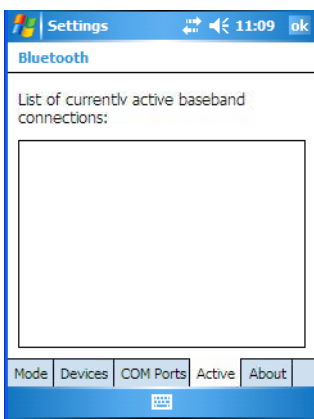 Settings 11:09 ok
Bluetooth
List of currently active baseband
connections:
Mode Devices COM Ports Active About